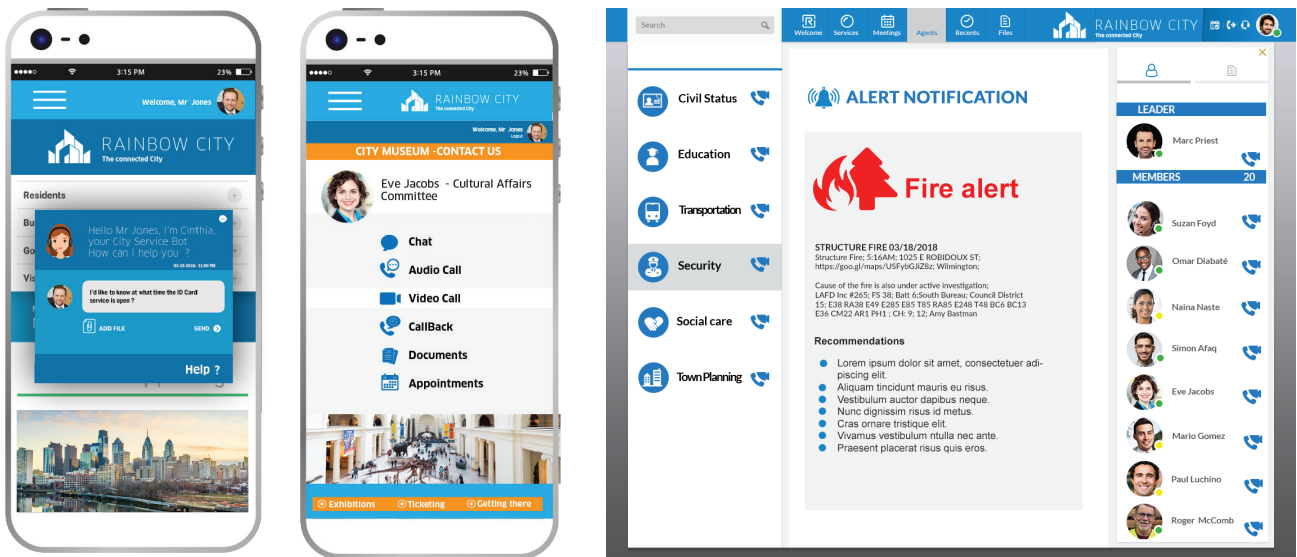 3:15 PM
23%
Welcome, Mr Jones
RAINBOW CITY
The connected City
Residents
Bu
Go
Vis
Hello Mr Jones, I'm Cinthia,
your City Service Bot
How can I help you ?
03-18-2018- 11:00 PM
I'd like to know at what time the ID Card
service is open ?
ADD FILE
SEND
Help ?
3:15 PM
23%
RAINBOW CITY
The connected City
Welcome, Mr Jones
CITY MUSEUM -CONTACT US
Eve Jacobs - Cultural Affairs
Committee
Chat
Audio Call
Video Call
CallBack
Documents
Appointments
Exhibitions
Ticketing
Getting there
Search
Welcome
Services
Meetings
Agents
Recents
Files
RAINBOW CITY
The connected City
Civil Status
Education
Transportation
Security
Social care
Town Planning
ALERT NOTIFICATION
Fire alert
STRUCTURE FIRE 03/18/2018
Structure Fire; 5:16AM; 1025 E ROBIDOUX ST;
https://goo.gl/maps/USFybGJiZ8z; Wilmington;
Cause of the fire is also under active investigation;
LAFD Inc #265; FS 38; Batt 6;South Bureau; Council District
15; E38 RA38 E49 E285 E85 T85 RA85 E248 T48 BC6 BC13
E36 CM22 AR1 PH1 ; CH: 9; 12; Amy Bastman
Recommendations
Lorem ipsum dolor sit amet, consectetuer adi-
piscing elit.
Aliquam tincidunt mauris eu risus.
Vestibulum auctor dapibus neque.
Nunc dignissim risus id metus.
Cras ornare tristique elit.
Vivamus vestibulum ntulla nec ante.
Praesent placerat risus quis eros.
LEADER
Marc Priest
MEMBERS 20
Suzan Foyd
Omar Diabaté
Naina Naste
Simon Afaq
Eve Jacobs
Mario Gomez
Paul Luchino
Roger McComb